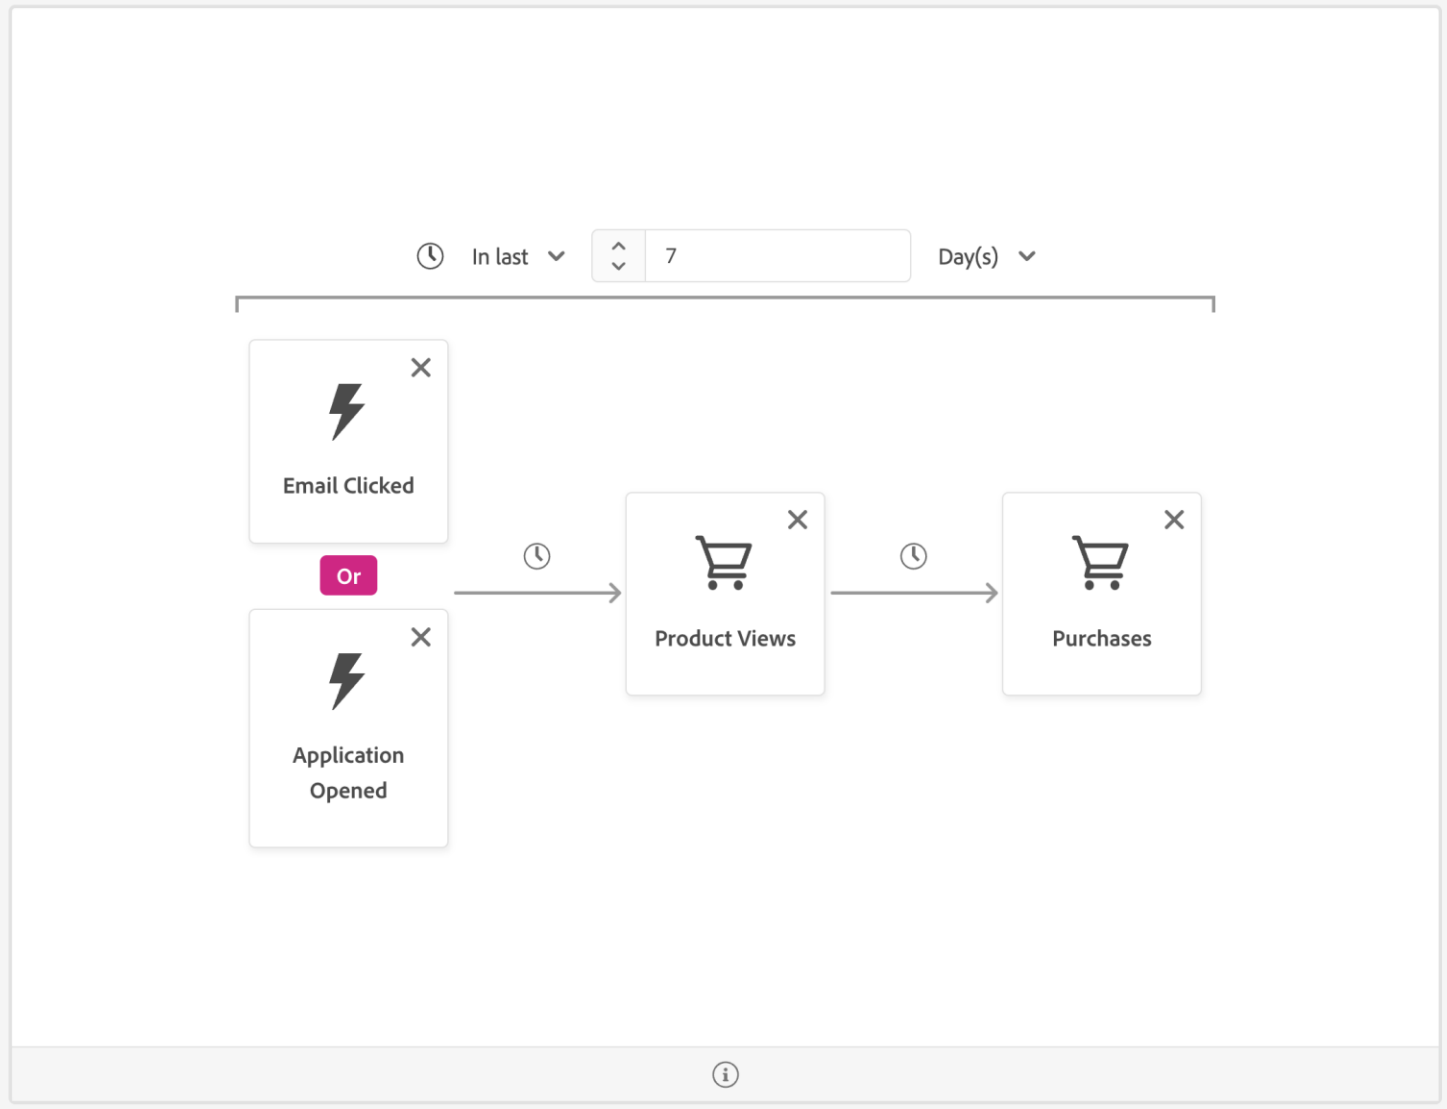 In last 7 Day(s)
Email Clicked
Or
Application
Opened
Product Views
Purchases